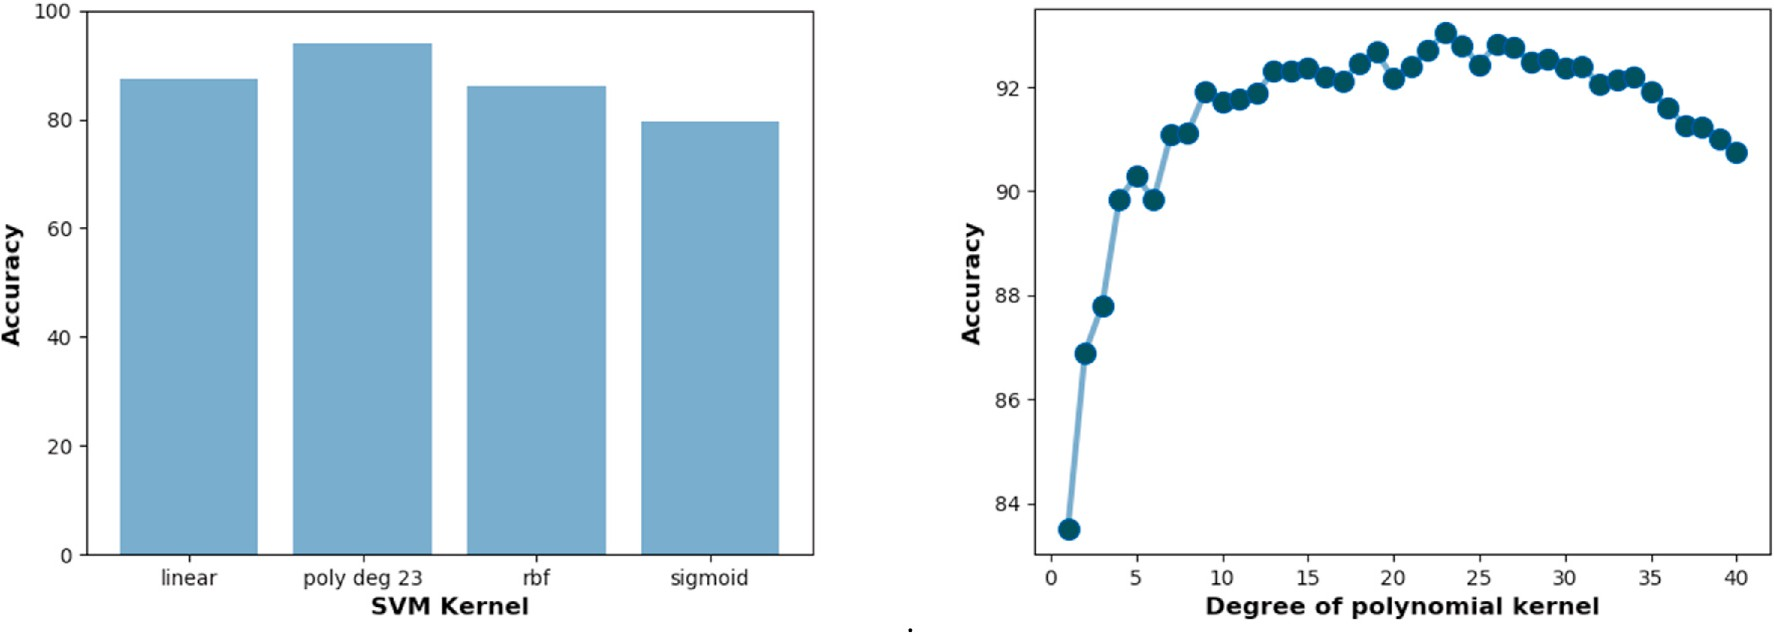 100
80
60
40
20
0
Accuracy
linear poly deg 23 rbf sigmoid
SVM Kernel
92
90
88
86
84
Accuracy
0 5 10 15 20 25 30 35 40
Degree of polynomial kernel
.